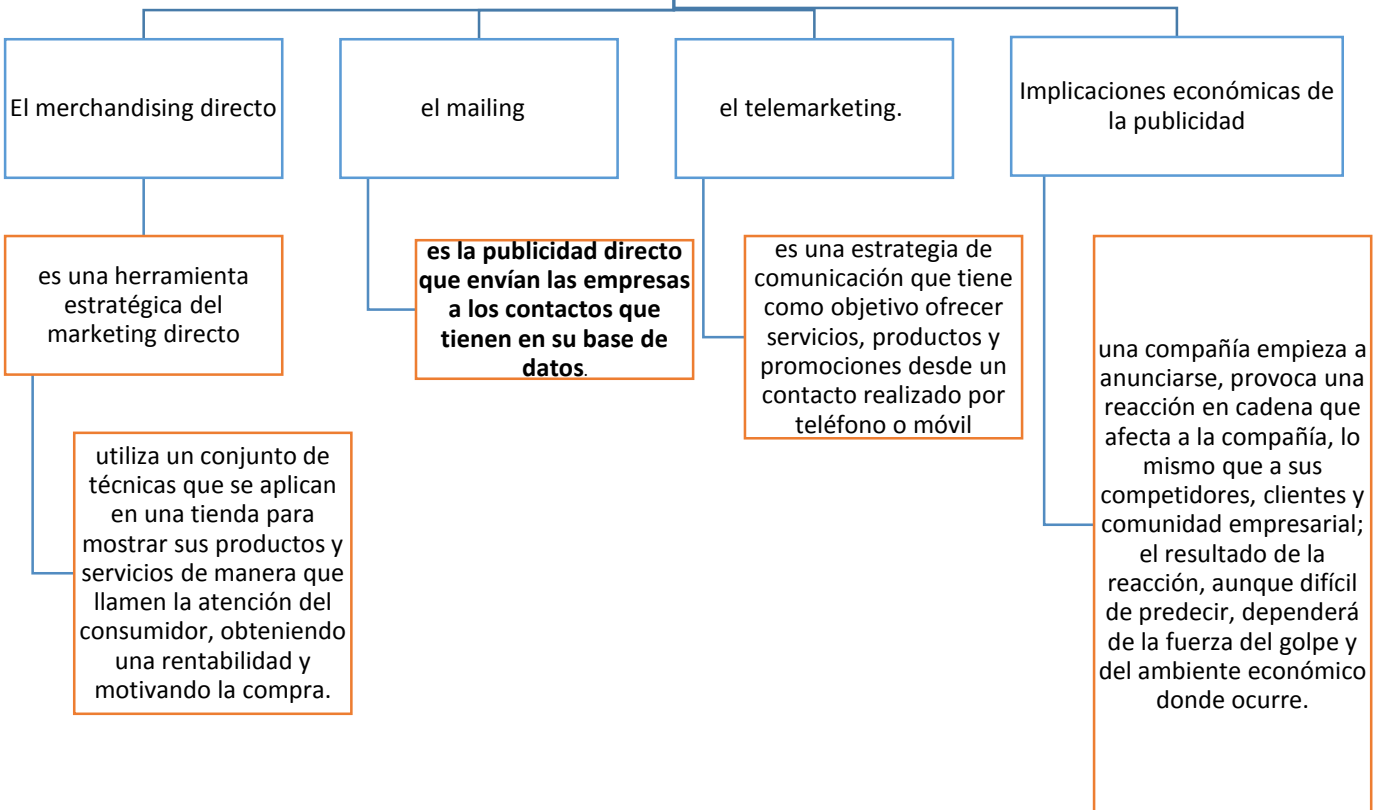 El merchandising directo
el mailing
el telemarketing.
Implicaciones económicas de
la publicidad
es una herramienta
estratégica del
marketing directo
utiliza un conjunto de
técnicas que se aplican
en una tienda para
mostrar sus productos y
servicios de manera que
llamen la atención del
consumidor, obteniendo
una rentabilidad y
motivando la compra.
es la publicidad directo
que envían las empresas
a los contactos que
tienen en su base de
datos.
es una estrategia de
comunicación que tiene
como objetivo ofrecer
servicios, productos y
promociones desde un
contacto realizado por
teléfono o móvil
una compañía empieza a
anunciarse, provoca una
reacción en cadena que
afecta a la compañía, lo
mismo que a sus
competidores, clientes y
comunidad empresarial;
el resultado de la
reacción, aunque difícil
de predecir, dependerá
de la fuerza del golpe y
del ambiente económico
donde ocurre.